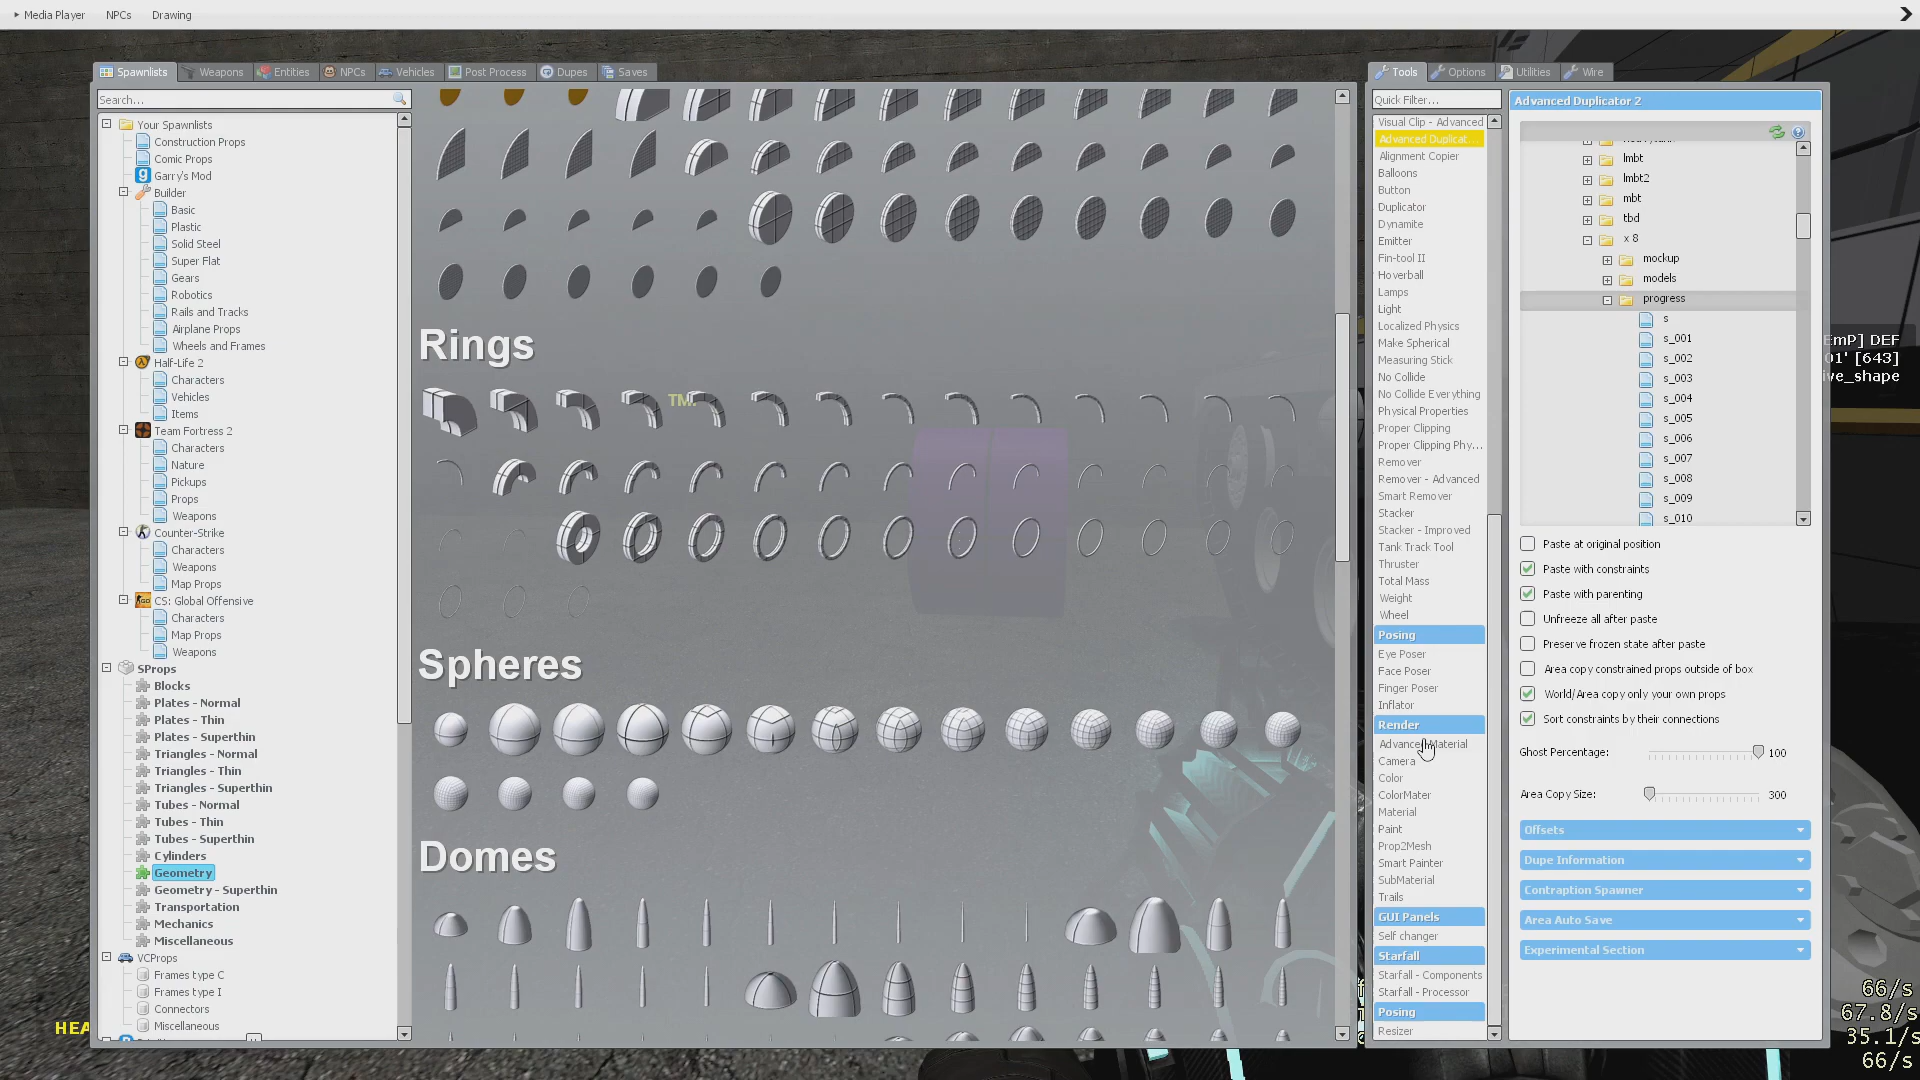 Media Player
NPCs
Drawing
Spawnlists
Weapons
Entities
NPCs
Vehicles
Post Process
Dupes
Saves
Search...
Your Spawnlists
Construction Props
Comic Props
Garry's Mod
Builder
Basic
Plastic
Solid Steel
Super Flat
Gears
Robotics
Rails and Tracks
Airplane Props
Wheels and Frames
Half-Life 2
Characters
Vehicles
Items
Team Fortress 2
Characters
Nature
Pickups
Props
Weapons
Counter-Strike
Characters
Weapons
Map Props
CS: Global Offensive
Characters
Map Props
Weapons
SProps
Blocks
Plates - Normal
Plates - Thin
Plates - Superthin
Triangles - Normal
Triangles - Thin
Triangles - Superthin
Tubes - Normal
Tubes - Thin
Tubes - Superthin
Cylinders
Geometry
Geometry - Superthin
Transportation
Mechanics
Miscellaneous
VCProps
Frames type C
Frames type I
Connectors
Miscellaneous
HEA
Rings
TM
Spheres
Domes
Tools
Options
Utilities
Wire
Quick Filter...
Visual Clip - Advanced
Advanced Duplicat...
Alignment Copier
Balloons
Button
Duplicator
Dynamite
Emitter
Fin-tool II
Hoverball
Lamps
Light
Localized Physics
Make Spherical
Measuring Stick
No Collide
No Collide Everything
Physical Properties
Proper Clipping
Proper Clipping Phy...
Remover
Remover - Advanced
Smart Remover
Stacker
Stacker - Improved
Tank Track Tool
Thruster
Total Mass
Weight
Wheel
Posing
Eye Poser
Face Poser
Finger Poser
Inflator
Render
Advanced Material
Camera
Color
ColorMater
Material
Paint
Prop2Mesh
Smart Painter
SubMaterial
Trails
GUI Panels
Self changer
Starfall
Starfall - Components
Starfall - Processor
Posing
Resizer
Advanced Duplicator 2
lmbt
lmbt2
mbt
tbd
x 8
mockup
models
progress
s
s_001
s_002
s_003
s_004
s_005
s_006
s_007
s_008
s_009
s_010
Paste at original position
Paste with constraints
Paste with parenting
Unfreeze all after paste
Preserve frozen state after paste
Area copy constrained props outside of box
World/Area copy only your own props
Sort constraints by their connections
Ghost Percentage: 100
Area Copy Size: 300
Offsets
Dupe Information
Contraption Spawner
Area Auto Save
Experimental Section
EmP] DEF
01' [643]
ive_shape
66/s
67.8/s
35.1/s
66/s